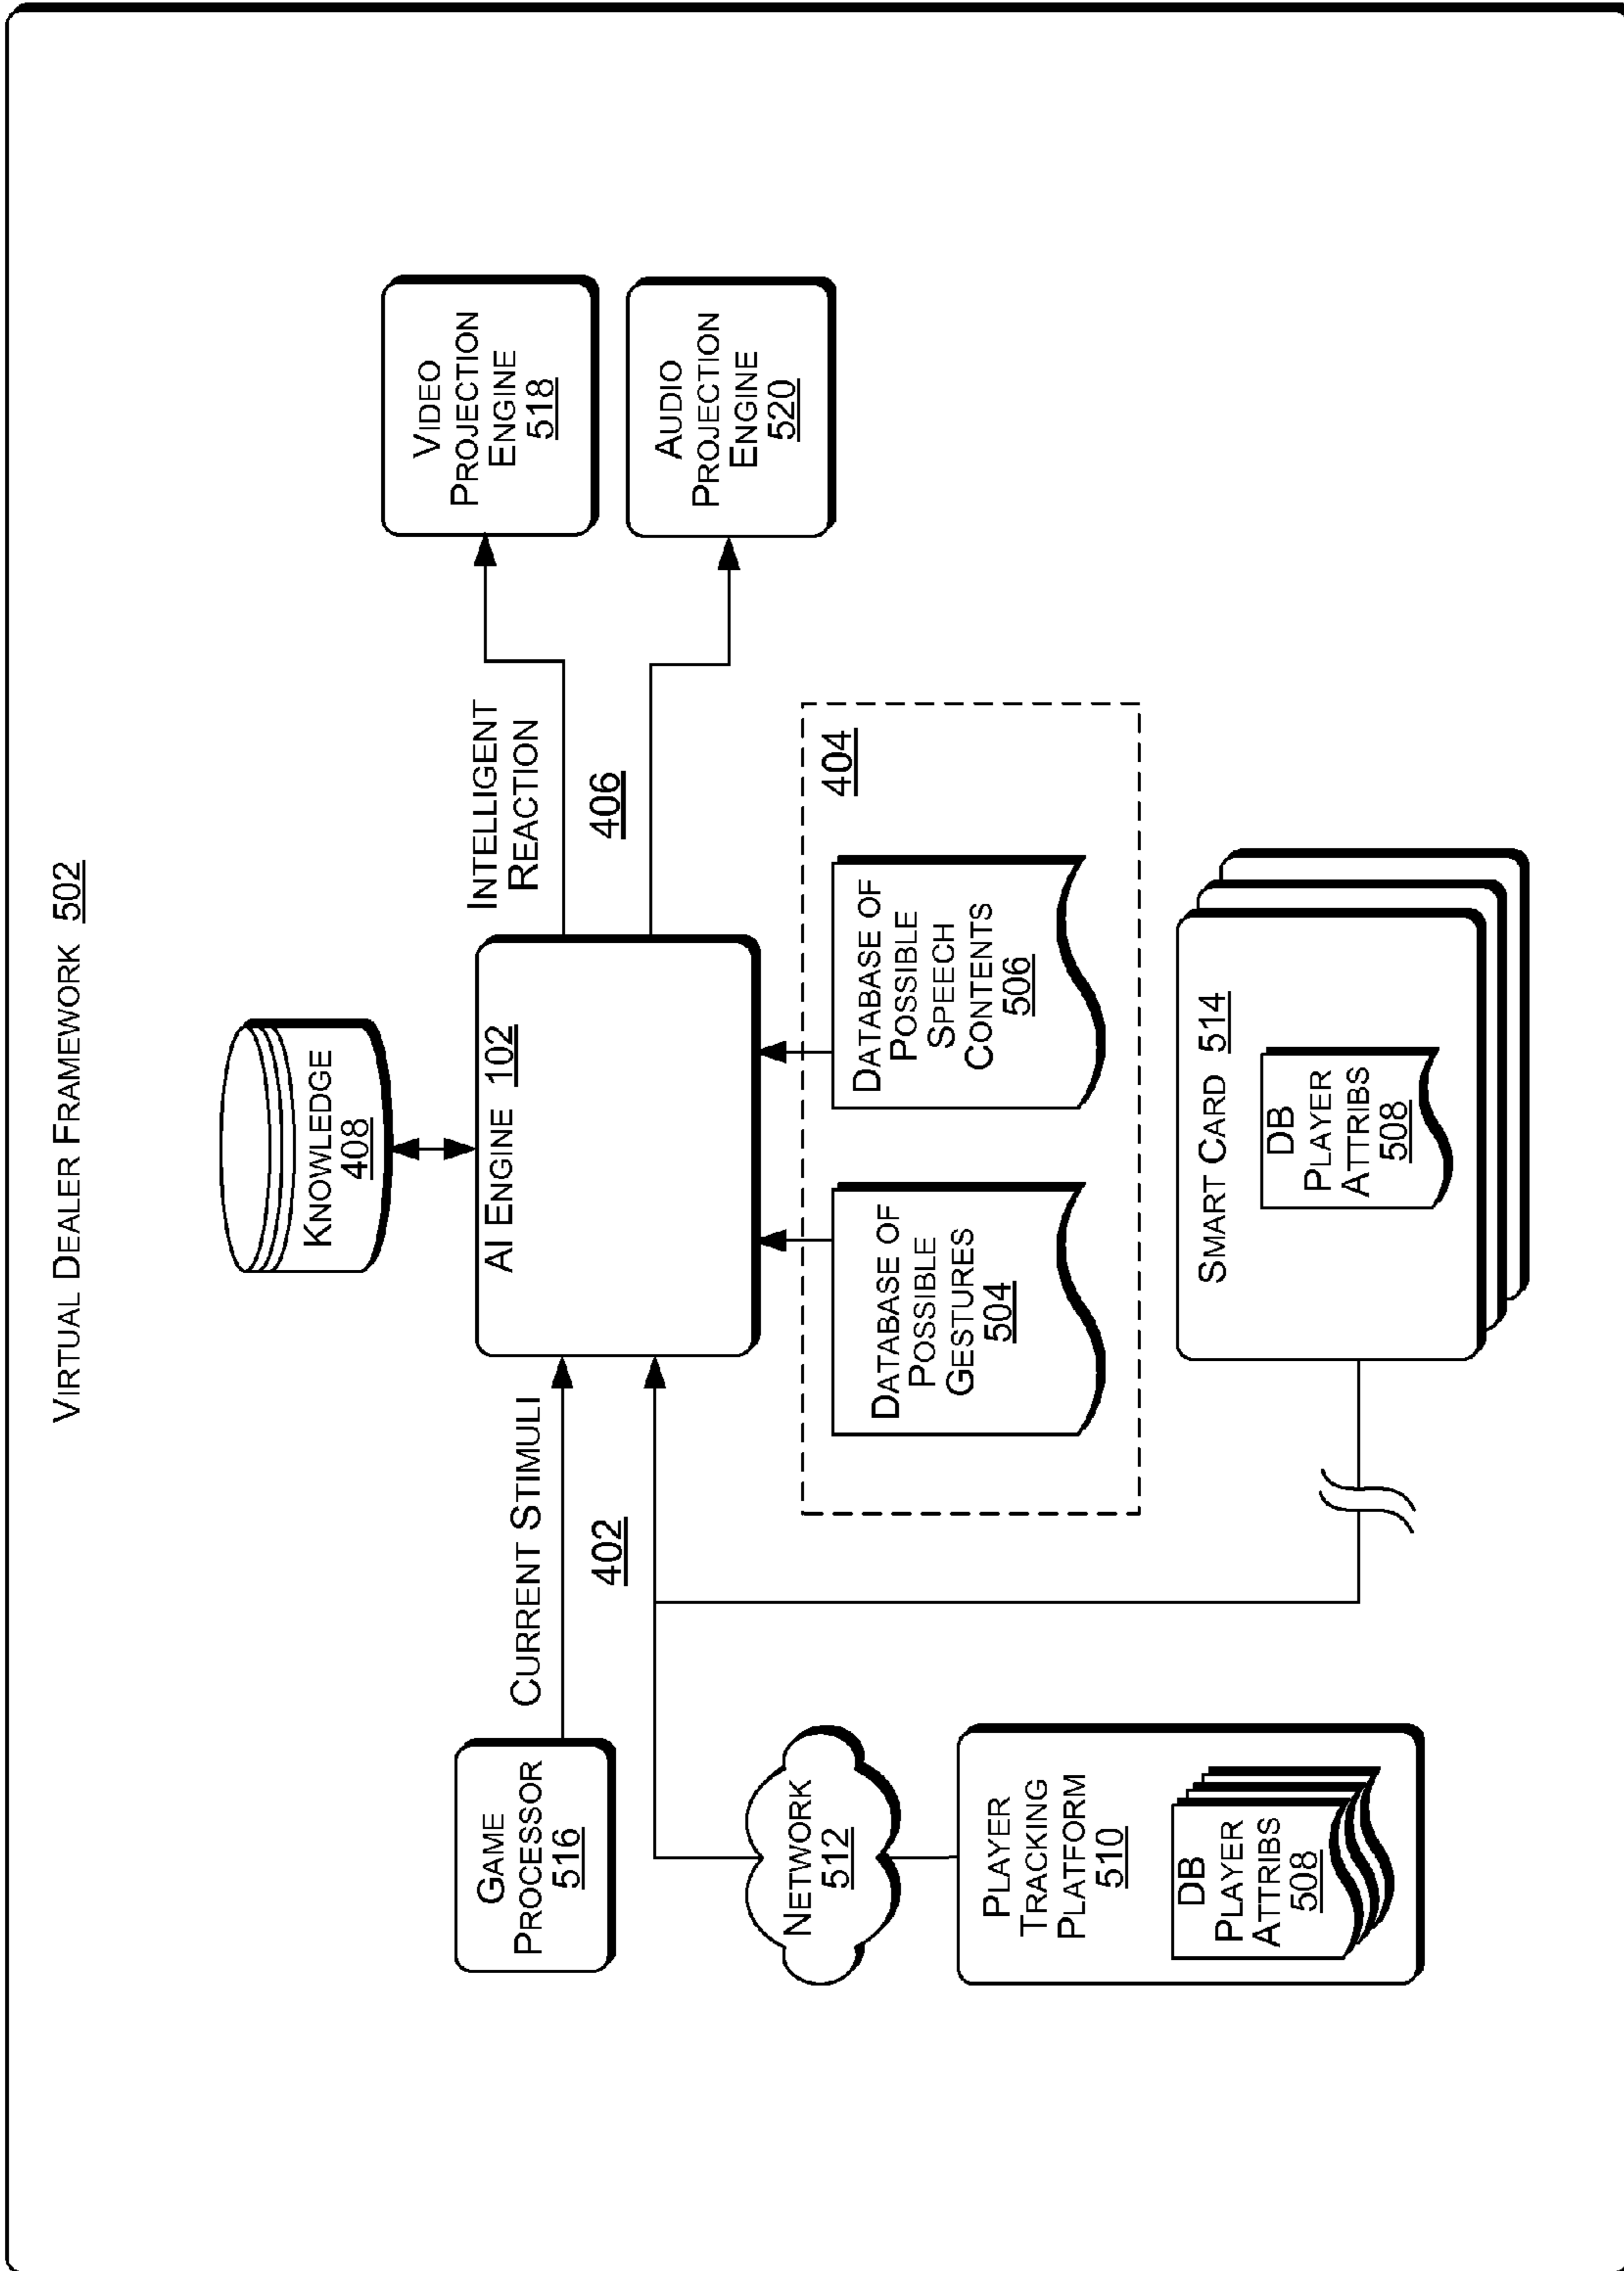 VIRTUAL DEALER FRAMEWORK 502
KNOWLEDGE
408
GAME
PROCESSOR
516
CURRENT STIMULI
402
AI ENGINE 102
INTELLIGENT
REACTION
406
VIDEO
PROJECTION
ENGINE
518
AUDIO
PROJECTION
ENGINE
520
NETWORK
512
404
DATABASE OF
POSSIBLE
GESTURES
504
DATABASE OF
POSSIBLE
SPEECH
CONTENTS
506
PLAYER
TRACKING
PLATFORM
510
DB
PLAYER
ATTRIBS
508
SMART CARD 514
DB
PLAYER
ATTRIBS
508